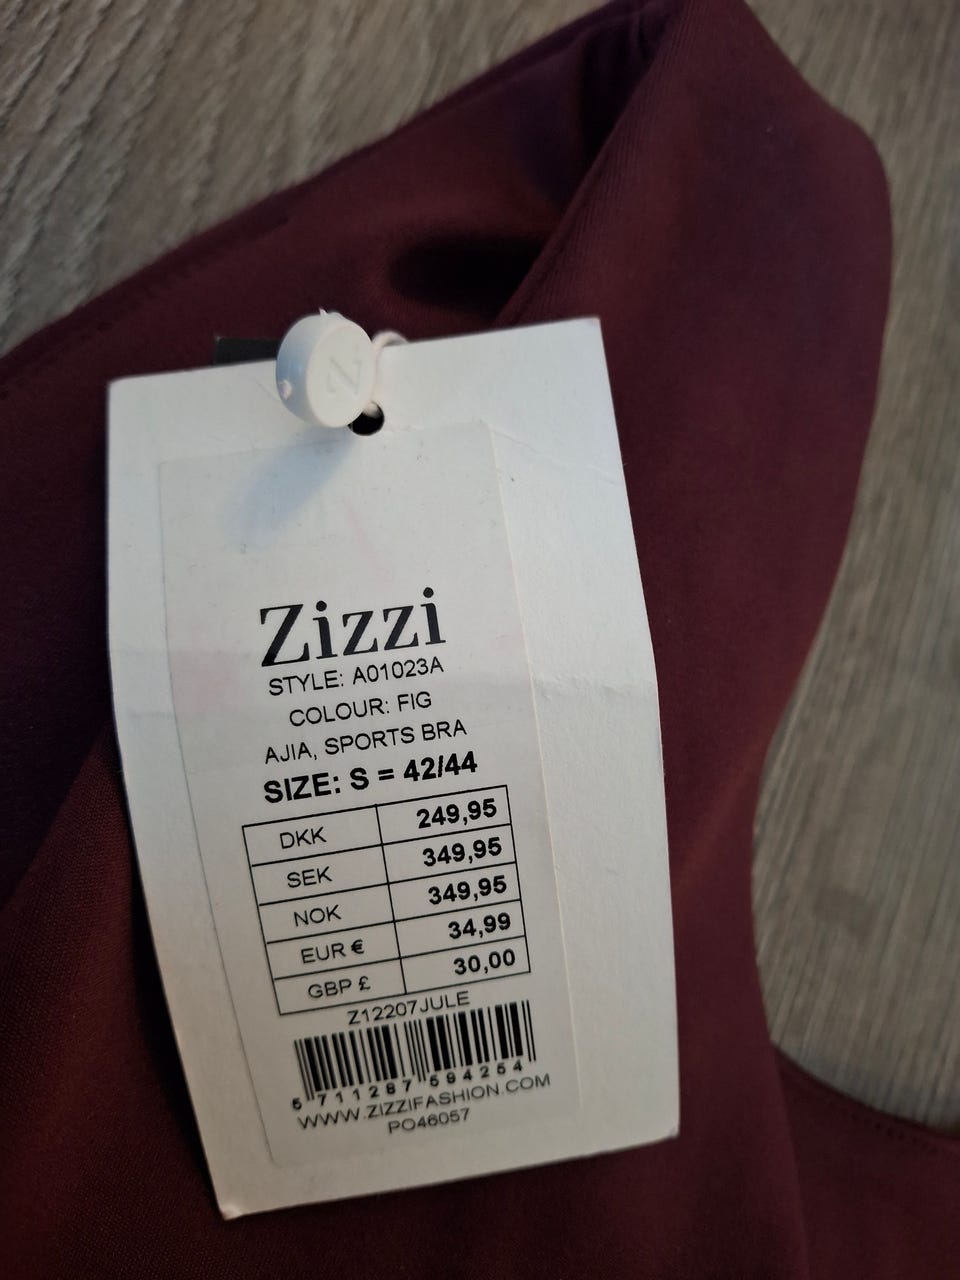 N
Zizzi
STYLE: A01023A
COLOUR: FIG
AJIA, SPORTS BRA
SIZE: S = 42/44
DKK 249,95
SEK 349,95
NOK 349,95
EUR € 34,99
GBP £ 30,00
Z12207JULE
5 711287 594254
WWW.ZIZZIFASHION.COM
PO46057